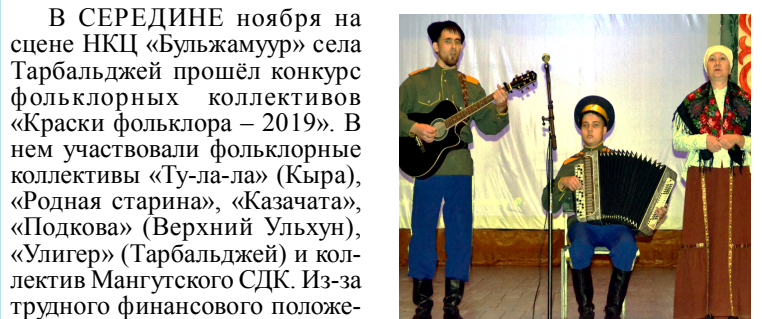 В СЕРЕДИНЕ ноября на
сцене НКЦ «Бульжамуур» села
Тарбальджей прошёл конкурс
фольклорных коллективов
«Краски фольклора – 2019». В
нем участвовали фольклорные
коллективы «Ту-ла-ла» (Кыра),
«Родная старина», «Казачата»,
«Подкова» (Верхний Ульхун),
«Улигер» (Тарбальджей) и кол-
лектив Мангутского СДК. Из-за
трудного финансового положе-